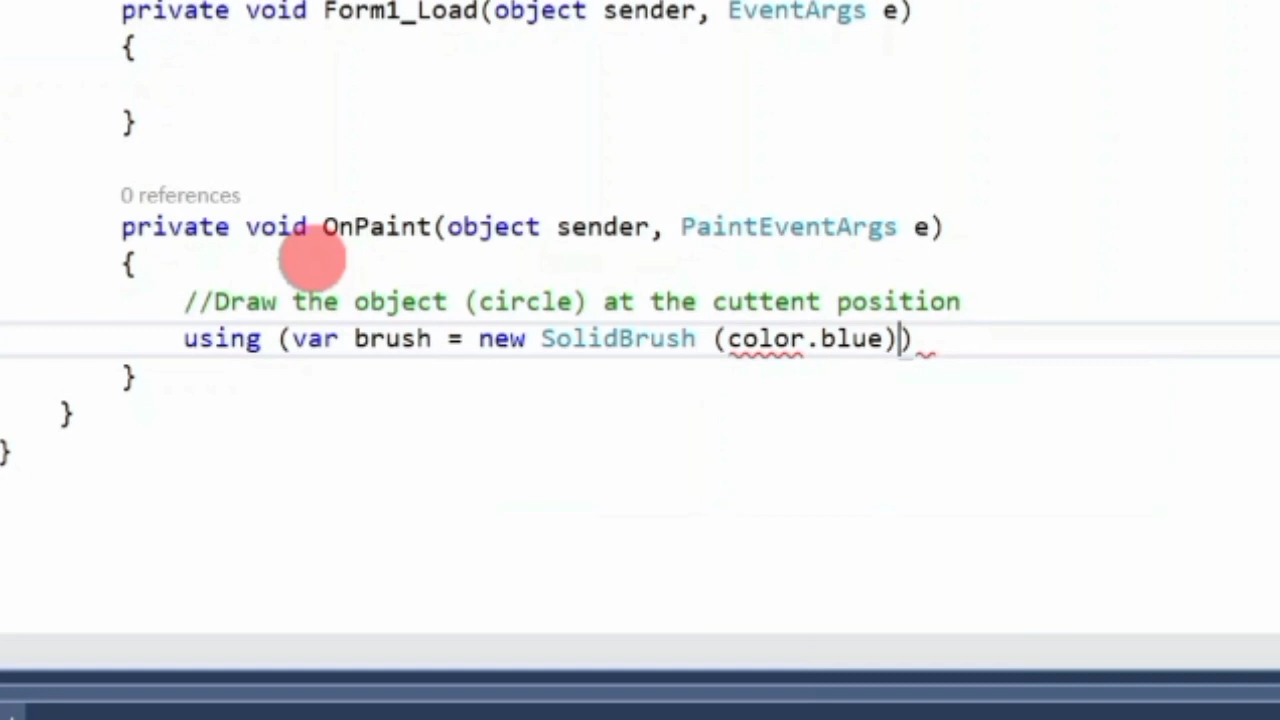 private void Form1_Load(object sender, EventArgs e)
{
}
0 references
private void OnPaint(object sender, PaintEventArgs e)
{
//Draw the object (circle) at the cuttent position
using (var brush = new SolidBrush (color.blue))
}
}
}